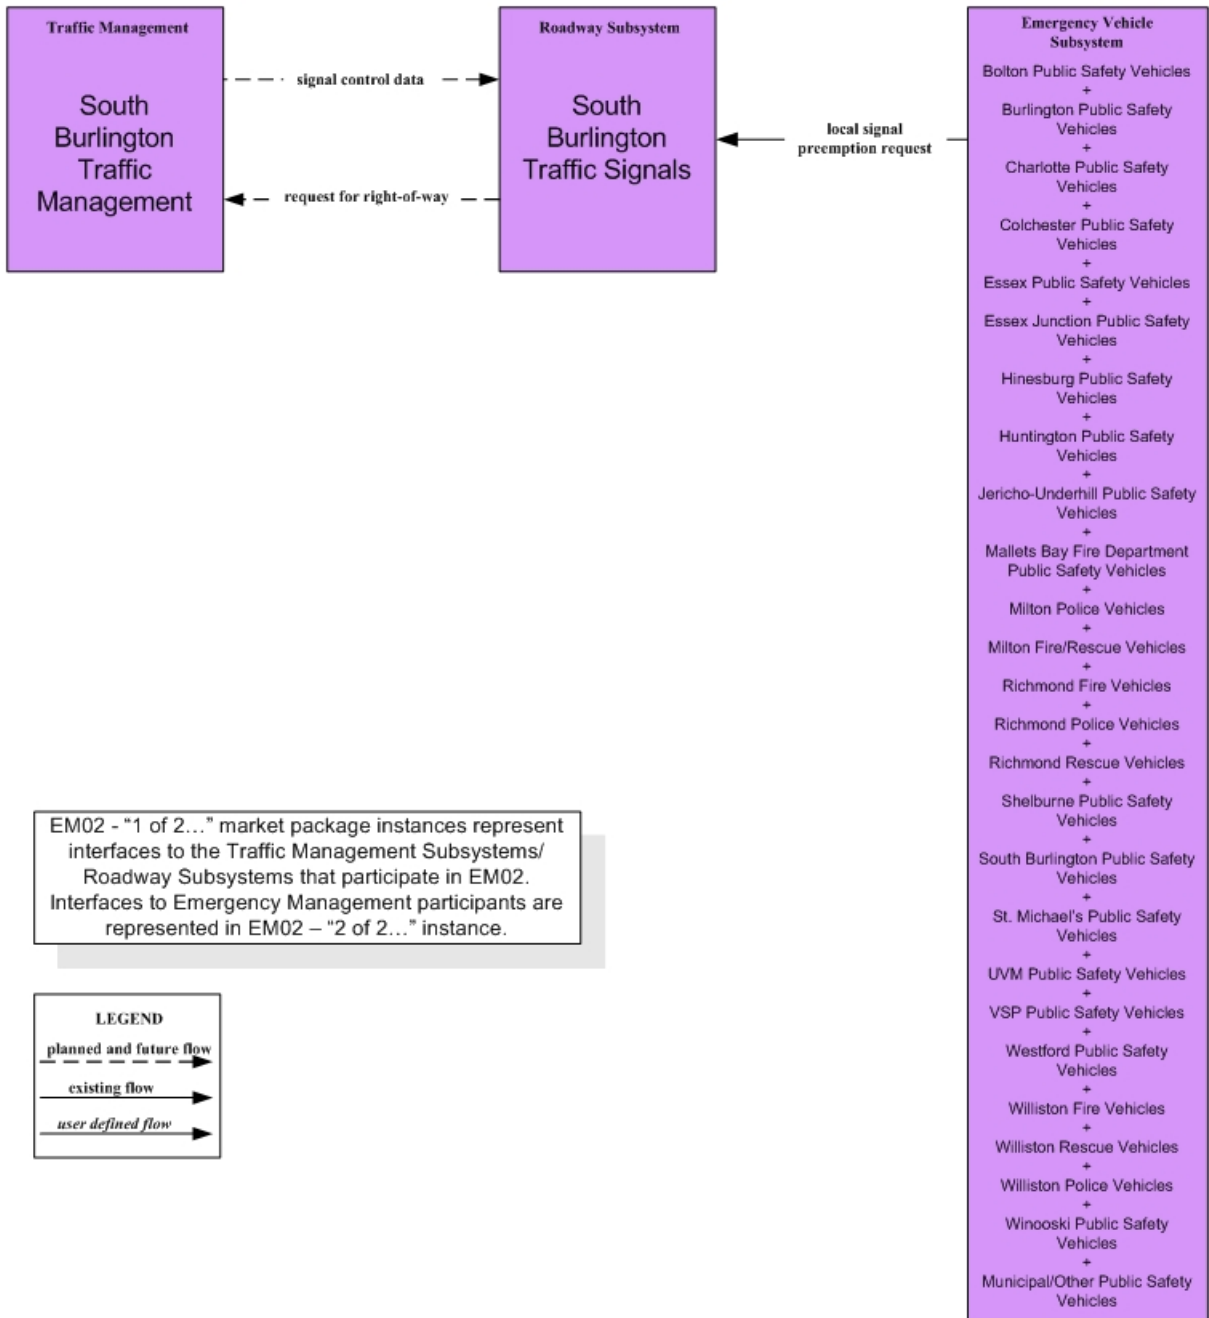 Traffic Management
South
Burlington
Traffic
Management
signal control data
request for right-of-way
Roadway Subsystem
South
Burlington
Traffic Signals
local signal
preemption request
Emergency Vehicle
Subsystem
Bolton Public Safety Vehicles
+
Burlington Public Safety
Vehicles
+
Charlotte Public Safety
Vehicles
+
Colchester Public Safety
Vehicles
+
Essex Public Safety Vehicles
+
Essex Junction Public Safety
Vehicles
+
Hinesburg Public Safety
Vehicles
+
Huntington Public Safety
Vehicles
+
Jericho-Underhill Public Safety
Vehicles
+
Mallets Bay Fire Department
Public Safety Vehicles
+
Milton Police Vehicles
+
Milton Fire/Rescue Vehicles
+
Richmond Fire Vehicles
+
Richmond Police Vehicles
+
Richmond Rescue Vehicles
+
Shelburne Public Safety
Vehicles
+
South Burlington Public Safety
Vehicles
+
St. Michael's Public Safety
Vehicles
+
UVM Public Safety Vehicles
+
VSP Public Safety Vehicles
+
Westford Public Safety
Vehicles
+
Williston Fire Vehicles
+
Williston Rescue Vehicles
+
Williston Police Vehicles
+
Winooski Public Safety
Vehicles
+
Municipal/Other Public Safety
Vehicles
EM02 - “1 of 2…” market package instances represent
interfaces to the Traffic Management Subsystems/
Roadway Subsystems that participate in EM02.
Interfaces to Emergency Management participants are
represented in EM02 – “2 of 2…” instance.
LEGEND
planned and future flow
existing flow
user defined flow